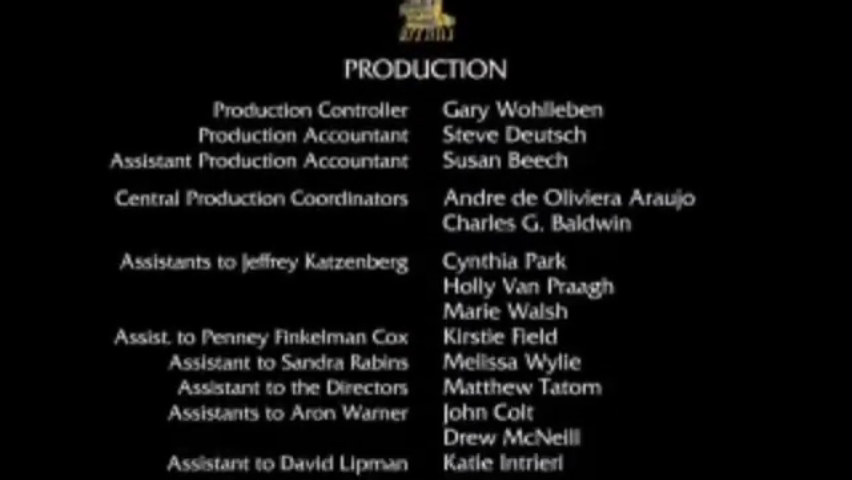 PRODUCTION
Production Controller Gary Wohlleben
Production Accountant Steve Deutsch
Assistant Production Accountant Susan Beech
Central Production Coordinators Andre de Oliviera Araujo
Charles G. Baldwin
Assistants to Jeffrey Katzenberg Cynthia Park
Holly Van Praagh
Marie Walsh
Assist. to Penney Finkelman Cox Kirstie Field
Assistant to Sandra Rabins Melissa Wylie
Assistant to the Directors Matthew Tatom
Assistants to Aron Warner John Colt
Drew McNeill
Assistant to David Lipman Katie Intrieri